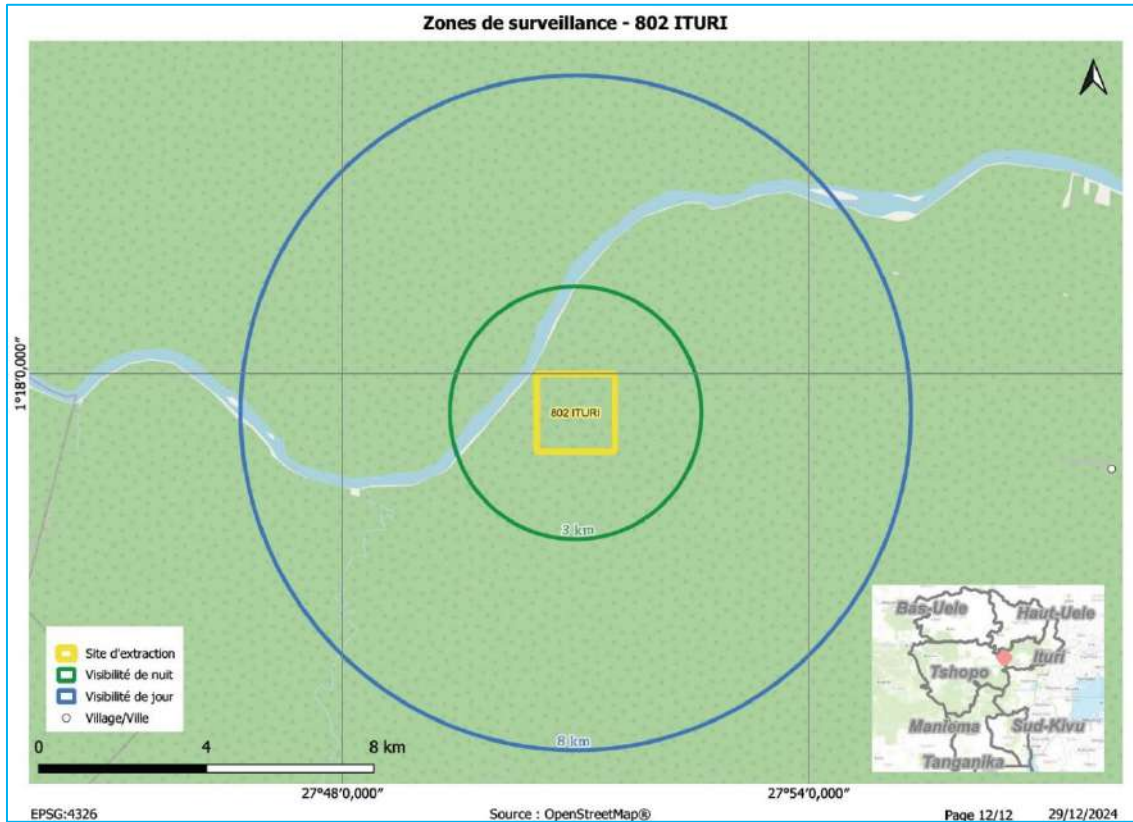 Zones de surveillance - 802 ITURI
1°18'0,000"
802 ITURI
3 km
8 km
Site d'extraction
Visibilité de nuit
Visibilité de jour
Village/Ville
0 4 8 km
Bas-Uele
Haut-Uele
Ituri
Tshopo
Maniema
Sud-Kivu
Tanganika
27°48'0,000"
27°54'0,000"
EPSG:4326
Source : OpenStreetMap®
Page 12/12
29/12/2024